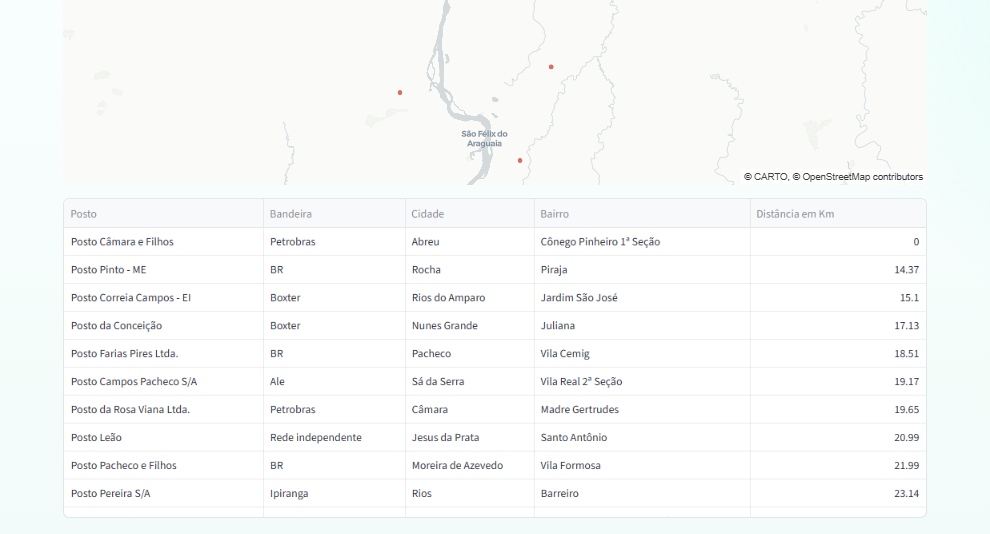 São Félix do
Araguaia
© CARTO, © OpenStreetMap contributors
Posto Bandeira Cidade Bairro Distância em Km
Posto Câmara e Filhos Petrobras Abreu Cônego Pinheiro 1ª Seção 0
Posto Pinto - ME BR Rocha Piraja 14.37
Posto Correia Campos - EI Boxter Rios do Amparo Jardim São José 15.1
Posto da Conceição Boxter Nunes Grande Juliana 17.13
Posto Farias Pires Ltda. BR Pacheco Vila Cemig 18.51
Posto Campos Pacheco S/A Ale Sá da Serra Vila Real 2ª Seção 19.17
Posto da Rosa Viana Ltda. Petrobras Câmara Madre Gertrudes 19.65
Posto Leão Rede independente Jesus da Prata Santo Antônio 20.99
Posto Pacheco e Filhos BR Moreira de Azevedo Vila Formosa 21.99
Posto Pereira S/A Ipiranga Rios Barreiro 23.14